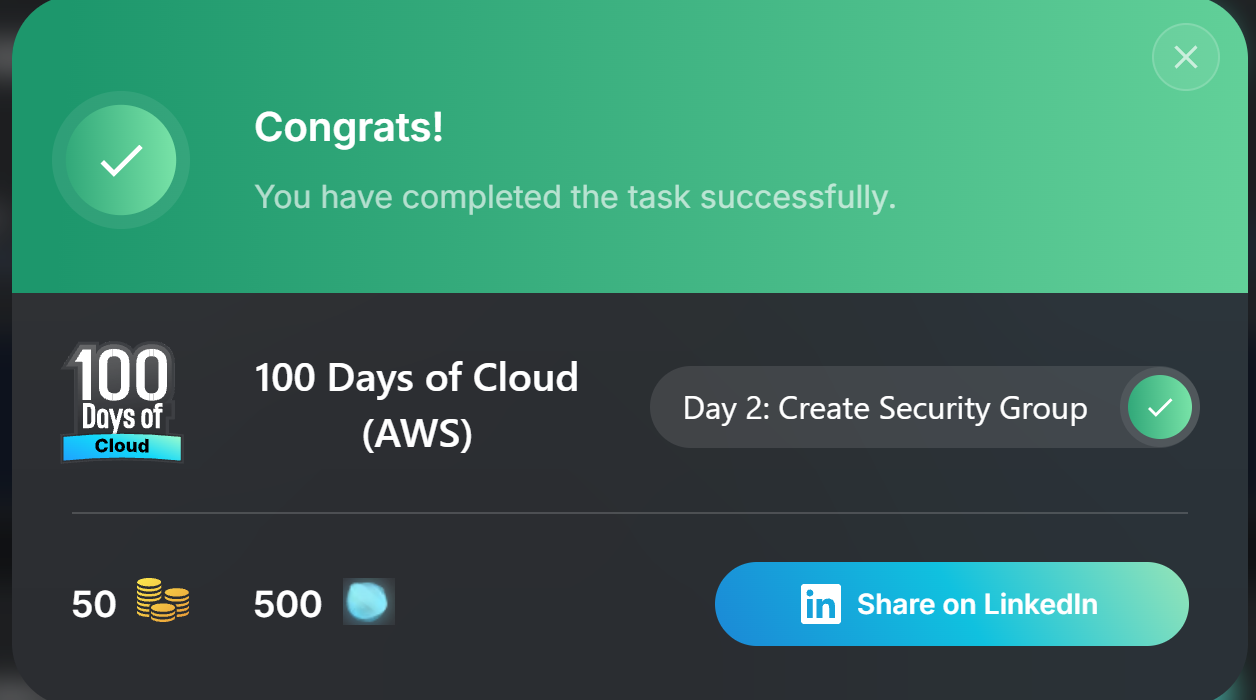 Congrats!
You have completed the task successfully.
100
Days of
Cloud
100 Days of Cloud
(AWS)
Day 2: Create Security Group
50
500
in Share on LinkedIn